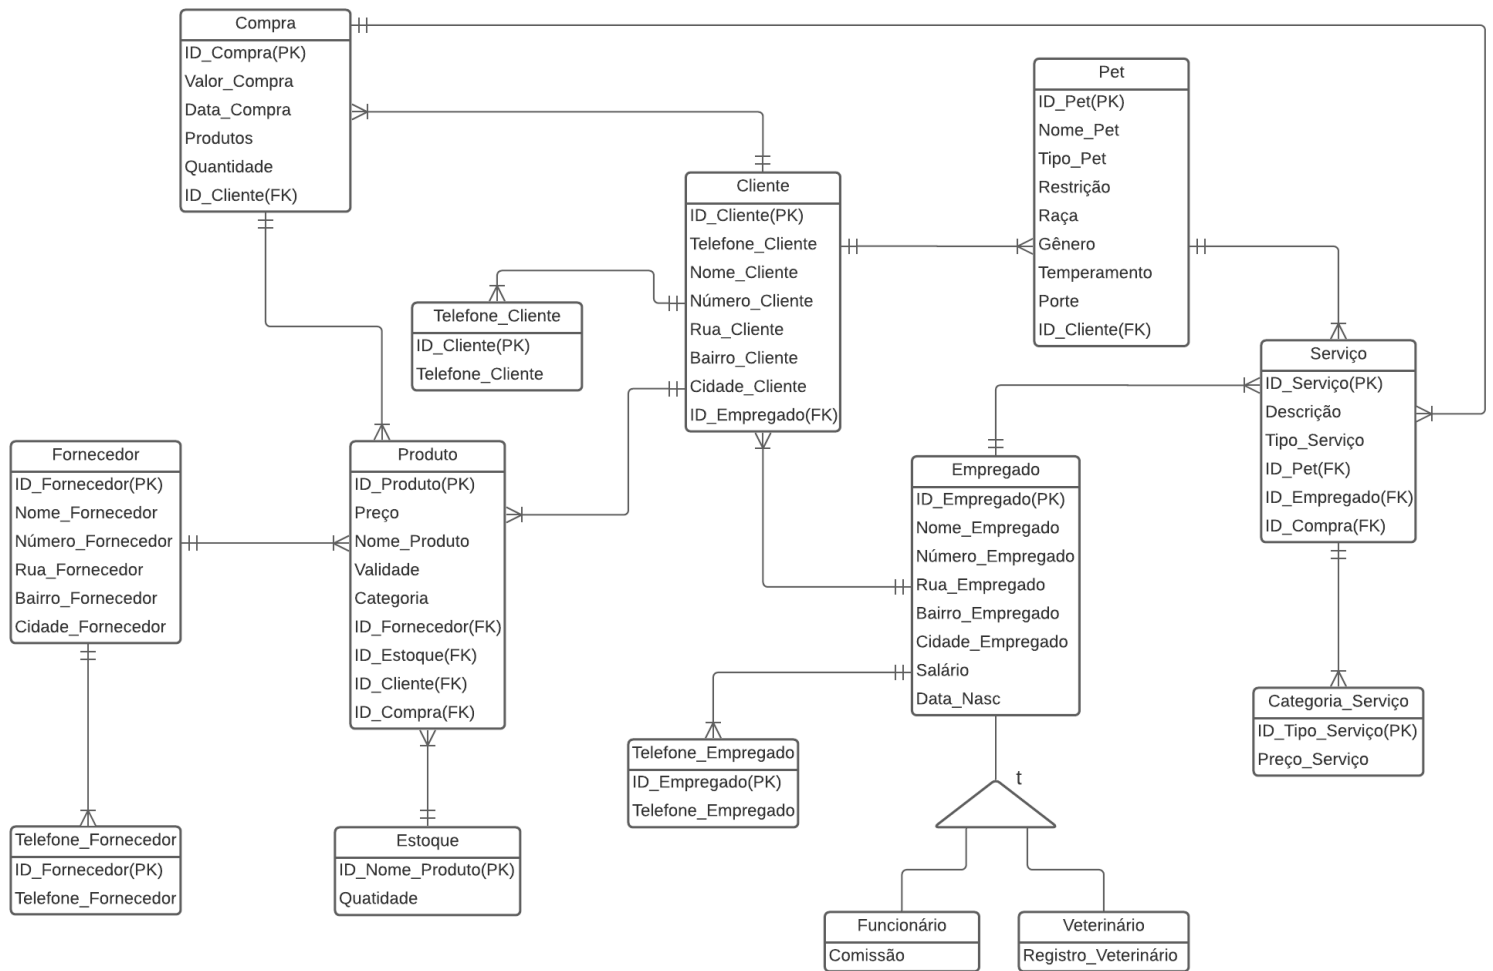 Compra
ID_Compra(PK)
Valor_Compra
Data_Compra
Produtos
Quantidade
ID_Cliente(FK)
Pet
ID_Pet(PK)
Nome_Pet
Tipo_Pet
Restrição
Raça
Gênero
Temperamento
Porte
ID_Cliente(FK)
Cliente
ID_Cliente(PK)
Telefone_Cliente
Nome_Cliente
Número_Cliente
Rua_Cliente
Bairro_Cliente
Cidade_Cliente
ID_Empregado(FK)
Telefone_Cliente
ID_Cliente(PK)
Telefone_Cliente
Serviço
ID_Serviço(PK)
Descrição
Tipo_Serviço
ID_Pet(FK)
ID_Empregado(FK)
ID_Compra(FK)
Fornecedor
ID_Fornecedor(PK)
Nome_Fornecedor
Número_Fornecedor
Rua_Fornecedor
Bairro_Fornecedor
Cidade_Fornecedor
Produto
ID_Produto(PK)
Preço
Nome_Produto
Validade
Categoria
ID_Fornecedor(FK)
ID_Estoque(FK)
ID_Cliente(FK)
ID_Compra(FK)
Empregado
ID_Empregado(PK)
Nome_Empregado
Número_Empregado
Rua_Empregado
Bairro_Empregado
Cidade_Empregado
Salário
Data_Nasc
Categoria_Serviço
ID_Tipo_Serviço(PK)
Preço_Serviço
Telefone_Empregado
ID_Empregado(PK)
Telefone_Empregado
t
Telefone_Fornecedor
ID_Fornecedor(PK)
Telefone_Fornecedor
Estoque
ID_Nome_Produto(PK)
Quatidade
Funcionário
Comissão
Veterinário
Registro_Veterinário